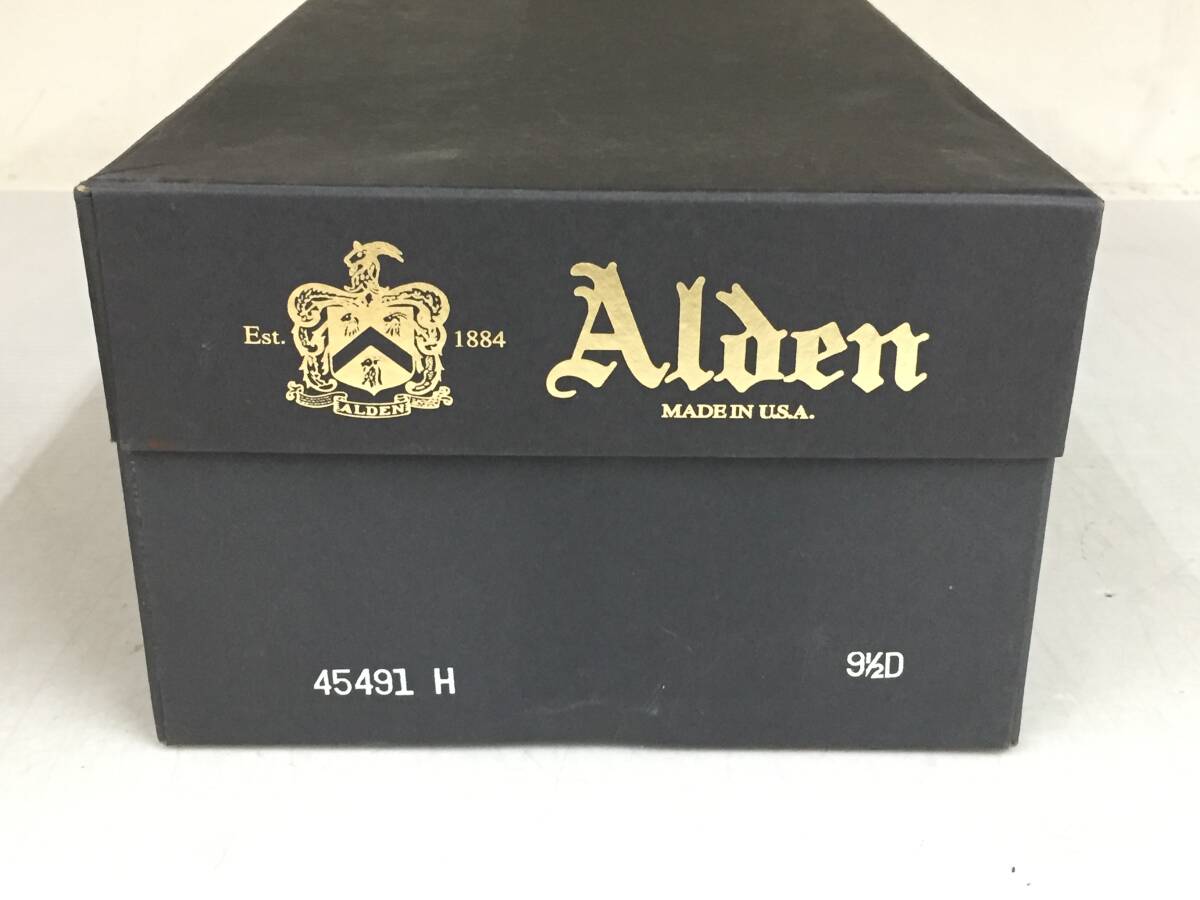 Est. 1884
ALDEN
Alden
MADE IN U.S.A.
45491 H
9½D